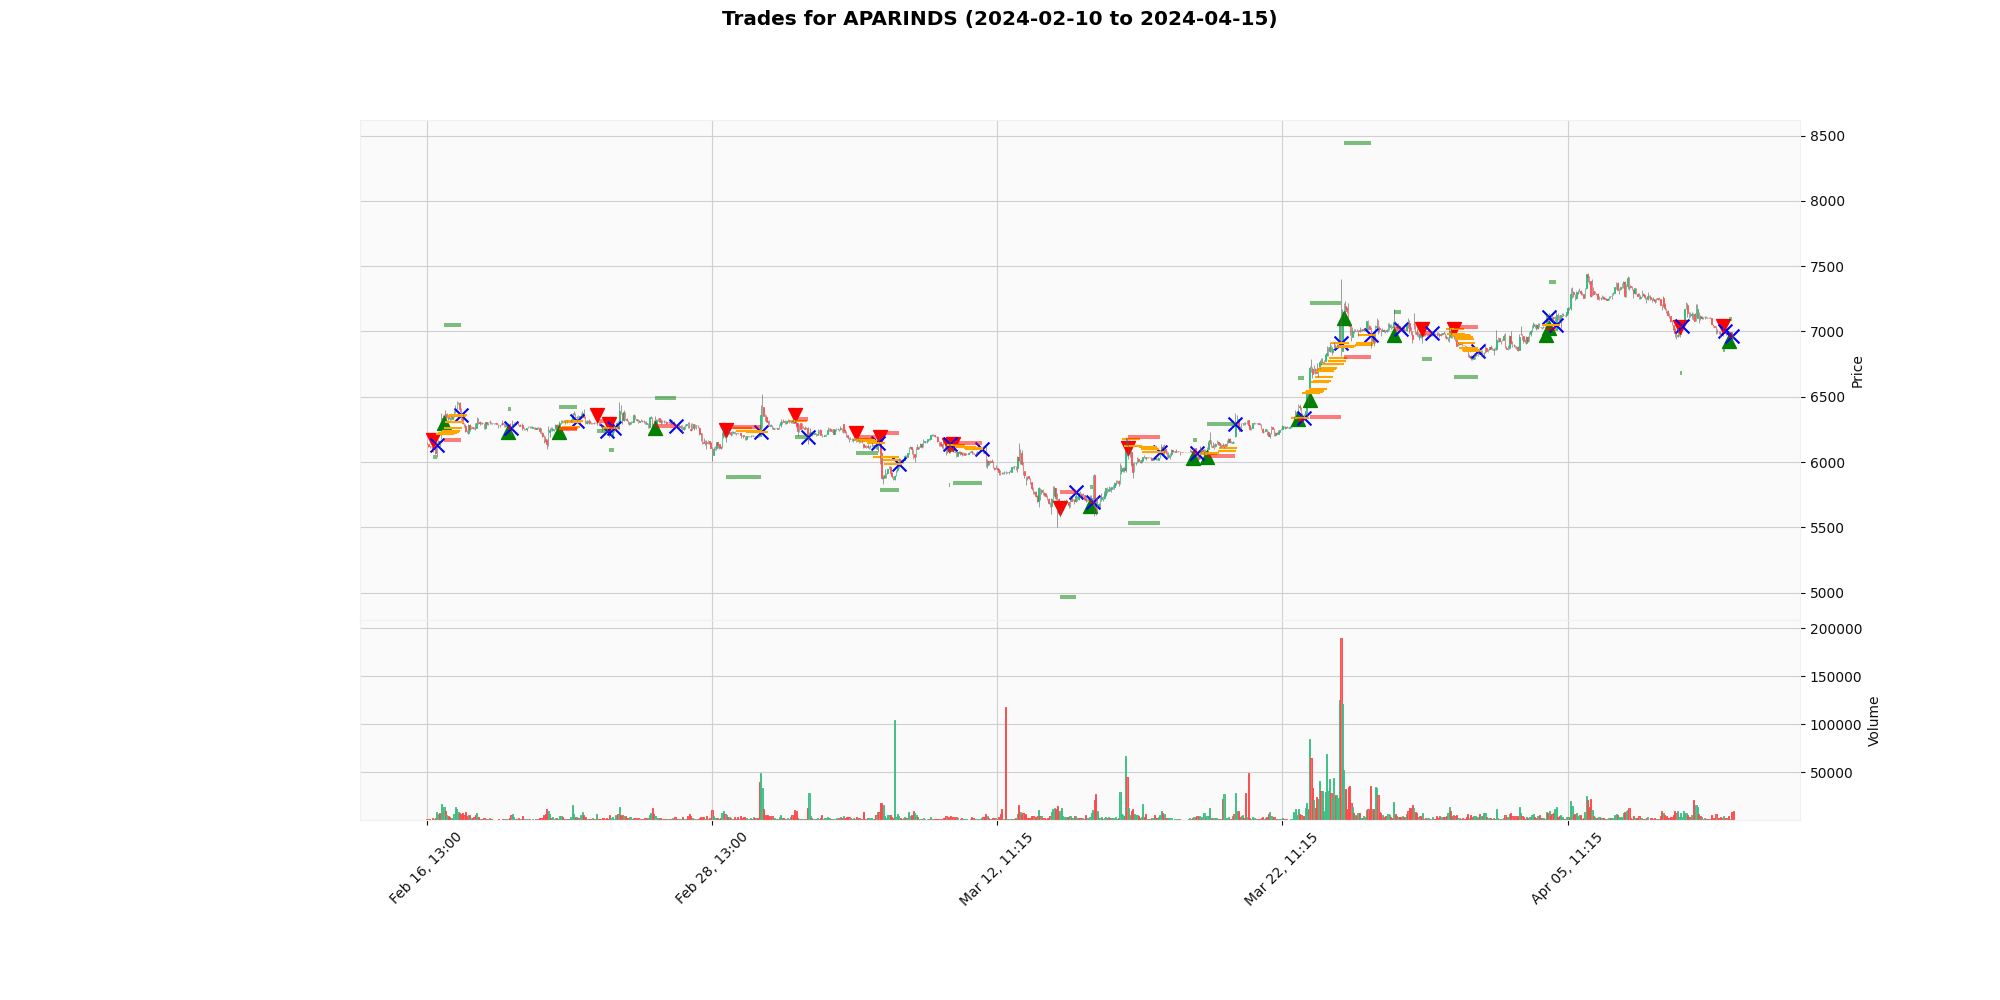 Trades for APARINDS (2024-02-10 to 2024-04-15)
8500
8000
7500
7000
6500
6000
5500
5000
Price
200000
150000
100000
50000
Volume
Feb 16, 13:00
Feb 28, 13:00
Mar 12, 11:15
Mar 22, 11:15
Apr 05, 11:15